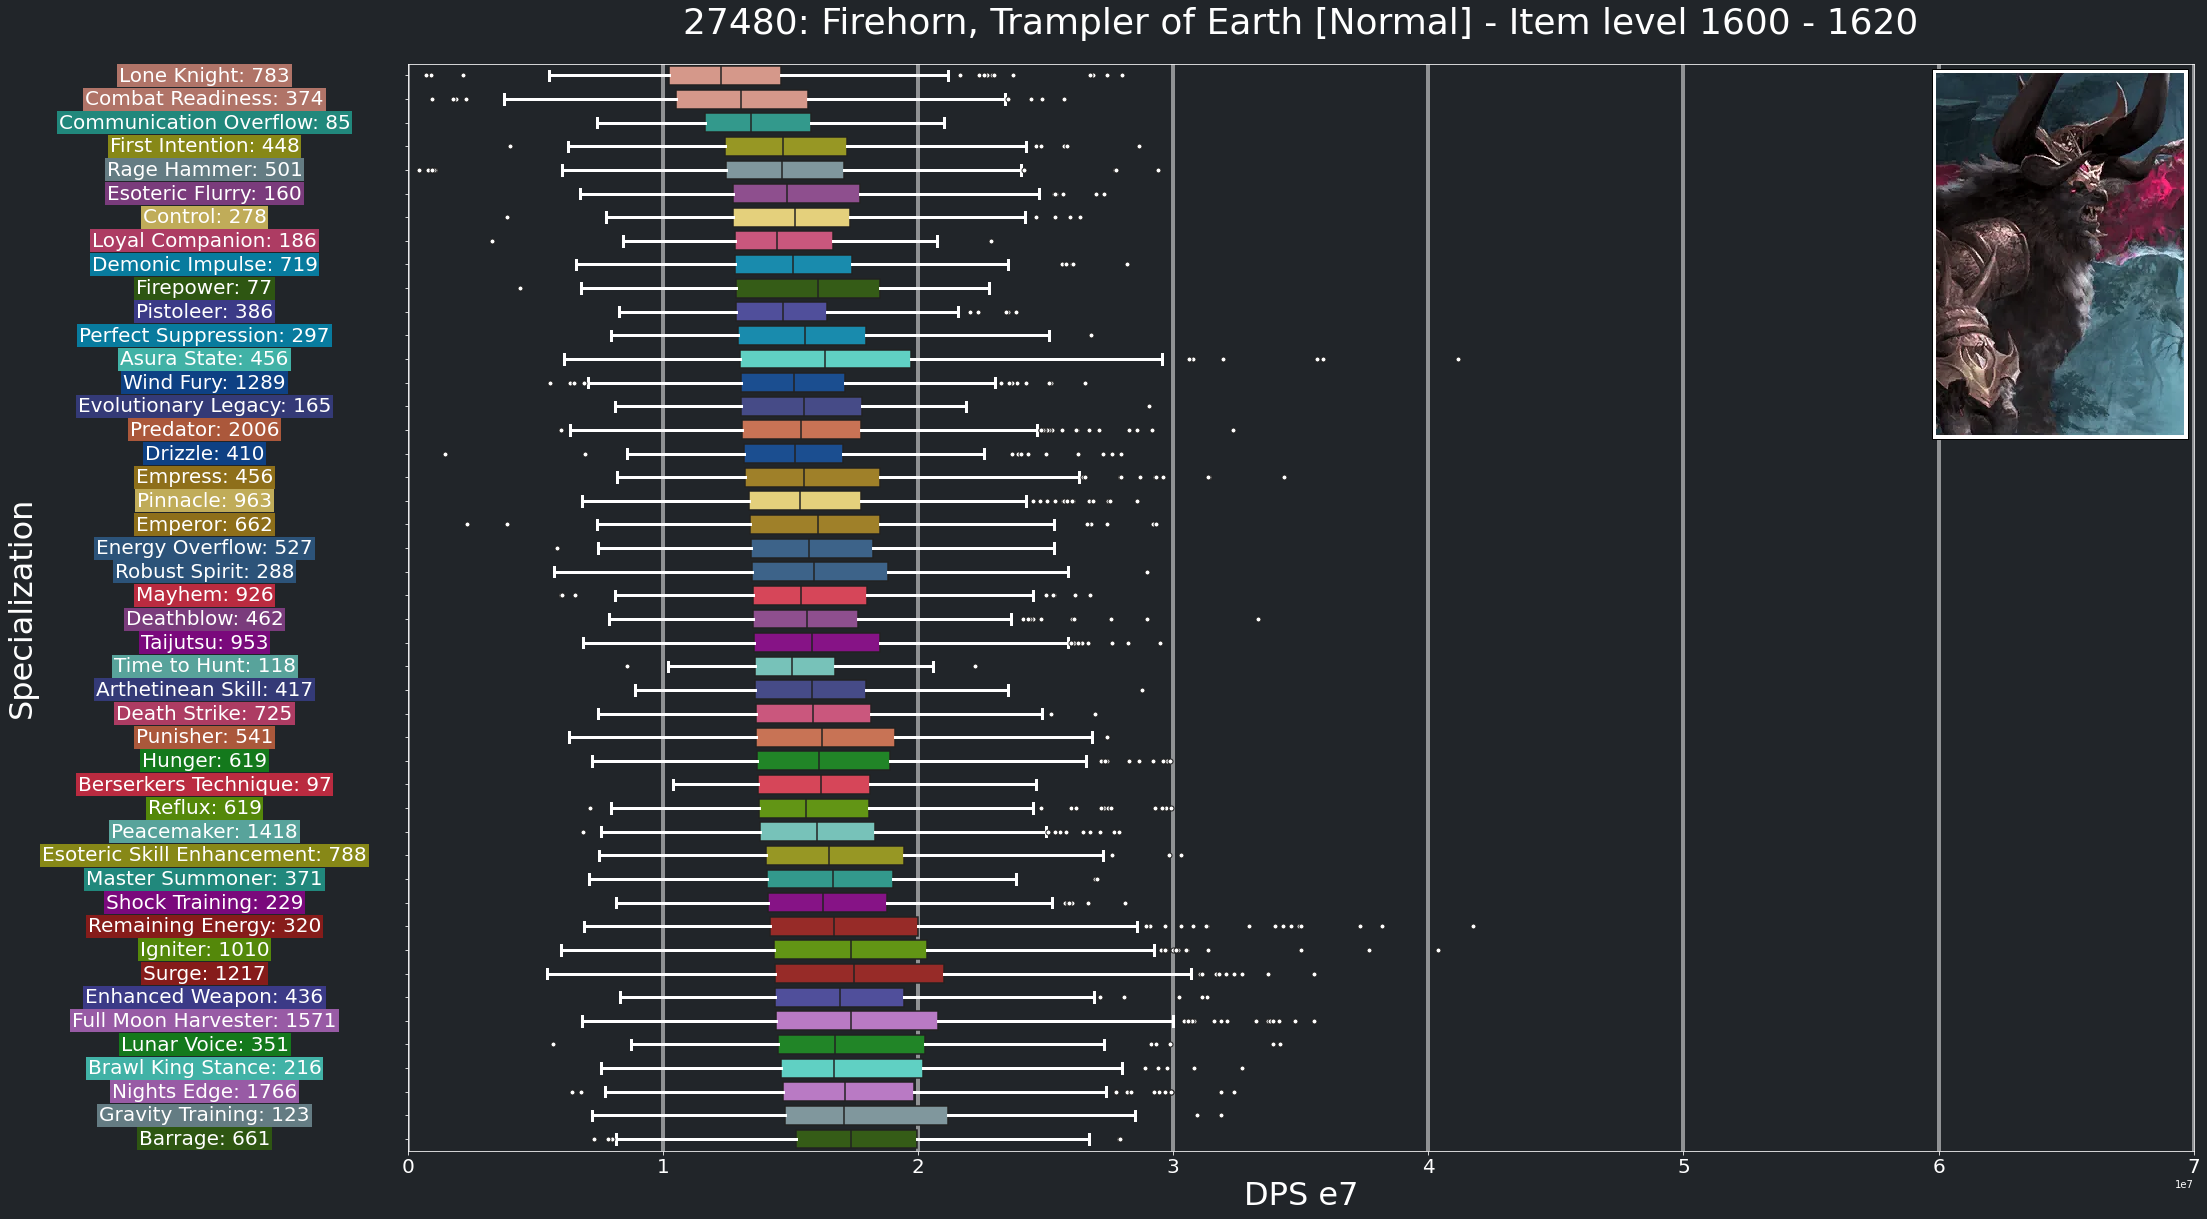 27480: Firehorn, Trampler of Earth [Normal] - Item level 1600 - 1620
Specialization
Lone Knight: 783
Combat Readiness: 374
Communication Overflow: 85
First Intention: 448
Rage Hammer: 501
Esoteric Flurry: 160
Control: 278
Loyal Companion: 186
Demonic Impulse: 719
Firepower: 77
Pistoleer: 386
Perfect Suppression: 297
Asura State: 456
Wind Fury: 1289
Evolutionary Legacy: 165
Predator: 2006
Drizzle: 410
Empress: 456
Pinnacle: 963
Emperor: 662
Energy Overflow: 527
Robust Spirit: 288
Mayhem: 926
Deathblow: 462
Taijutsu: 953
Time to Hunt: 118
Arthetinean Skill: 417
Death Strike: 725
Punisher: 541
Hunger: 619
Berserkers Technique: 97
Reflux: 619
Peacemaker: 1418
Esoteric Skill Enhancement: 788
Master Summoner: 371
Shock Training: 229
Remaining Energy: 320
Igniter: 1010
Surge: 1217
Enhanced Weapon: 436
Full Moon Harvester: 1571
Lunar Voice: 351
Brawl King Stance: 216
Nights Edge: 1766
Gravity Training: 123
Barrage: 661
0 1 2 3 4 5 6 7
DPS e7
1e7